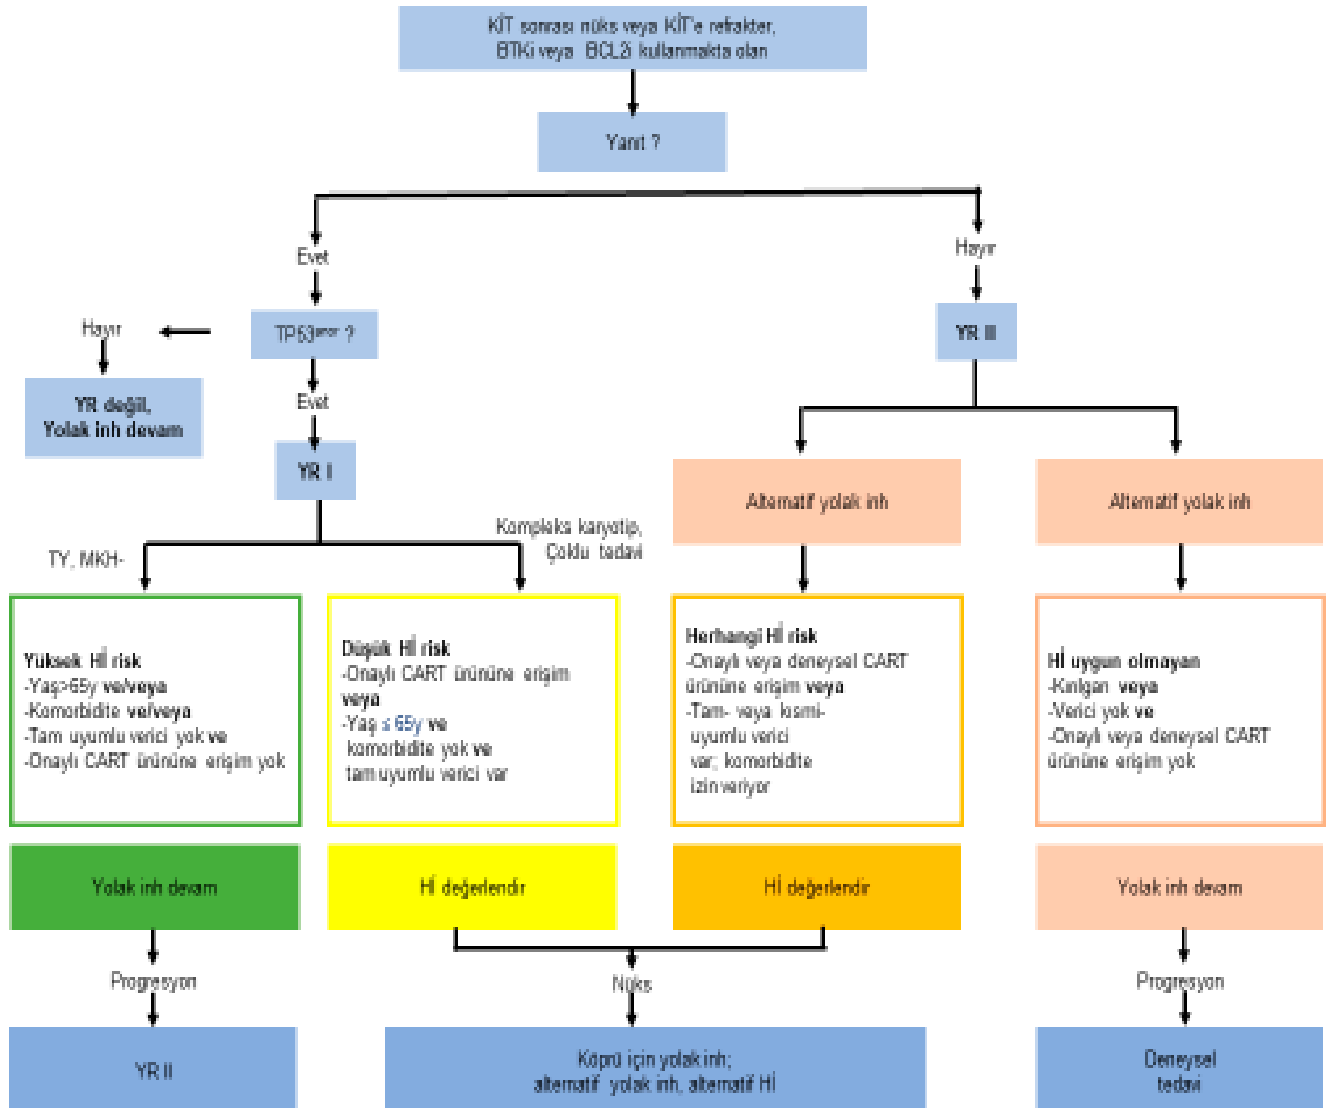 KİT sonrası nüks veya KİT'e refrakter,
BTKi veya BCL2i kullanmakta olan
Yanıt ?
Evet
Hayır
Hayır
TP53 ?
YR II
YR değil,
Yolak inh devam
Evet
YR I
Alternatif yolak inh
Alternatif yolak inh
TY, MKH-
Kompleks karyotip,
Çoklu tedavi
Yüksek Hİ risk
-Yaş>65y ve/veya
-Komorbidite ve/veya
-Tam uyumlu verici yok ve
-Onaylı CART ürününe erişim yok
Düşük Hİ risk
-Onaylı CART ürününe erişim
veya
-Yaş ≤ 65y ve
komorbidite yok ve
tam uyumlu verici var
Herhangi Hİ risk
-Onaylı veya deneysel CART
ürününe erişim veya
-Tam- veya kısmi-
uyumlu verici
var; komorbidite
izin veriyor
Hİ uygun olmayan
-Kırılgan veya
-Verici yok ve
-Onaylı veya deneysel CART
ürününe erişim yok
Yolak inh devam
Hİ değerlendir
Hİ değerlendir
Yolak inh devam
Progresyon
Nüks
Progresyon
YR II
Köprü için yolak inh;
alternatif yolak inh, alternatif Hİ
Deneysel
tedavi